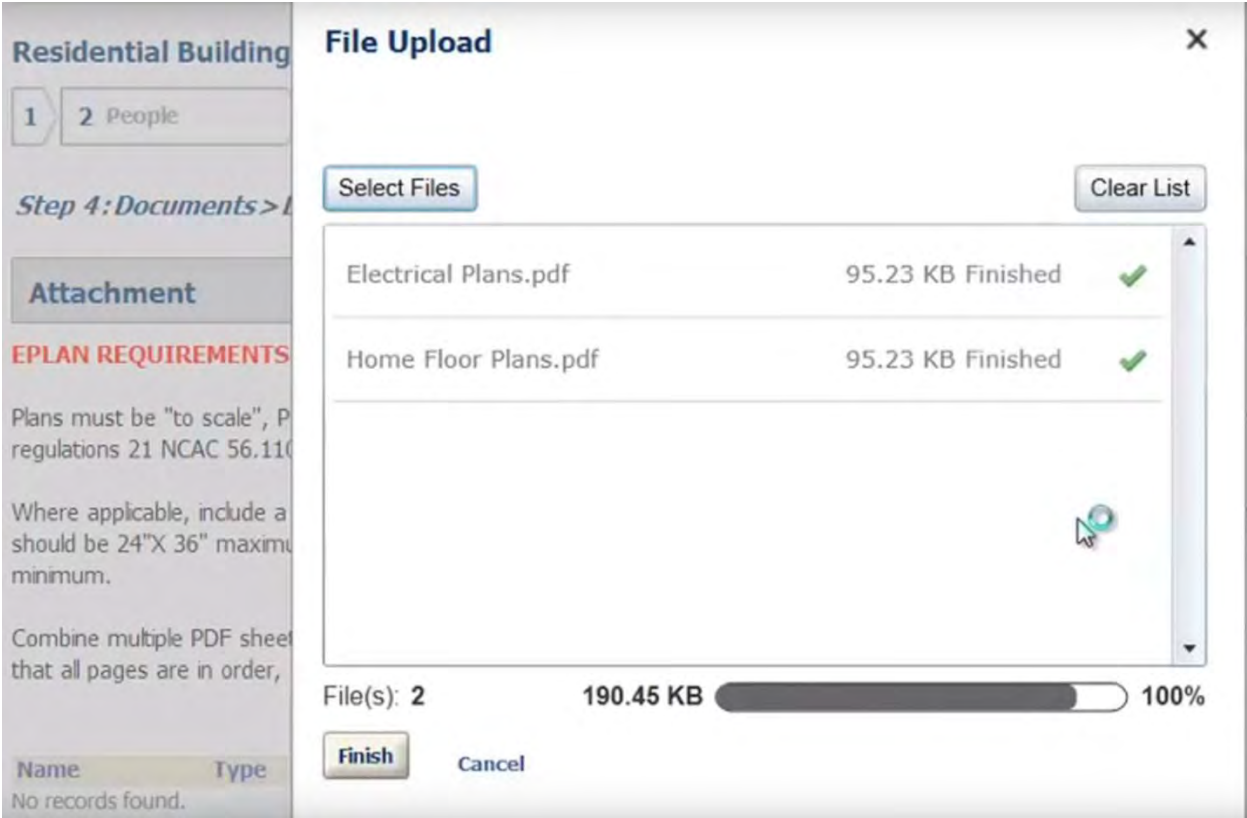 Residential Building
1
2 People
Step 4:Documents>
Attachment
EPLAN REQUIREMENTS
Plans must be "to scale", P
regulations 21 NCAC 56.110
Where applicable, include a
should be 24"X 36" maximu
minimum.
Combine multiple PDF sheet
that all pages are in order,
Name Type
No records found.
File Upload
Select Files
Clear List
Electrical Plans.pdf 95.23 KB Finished
Home Floor Plans.pdf 95.23 KB Finished
File(s): 2 190.45 KB 100%
Finish Cancel